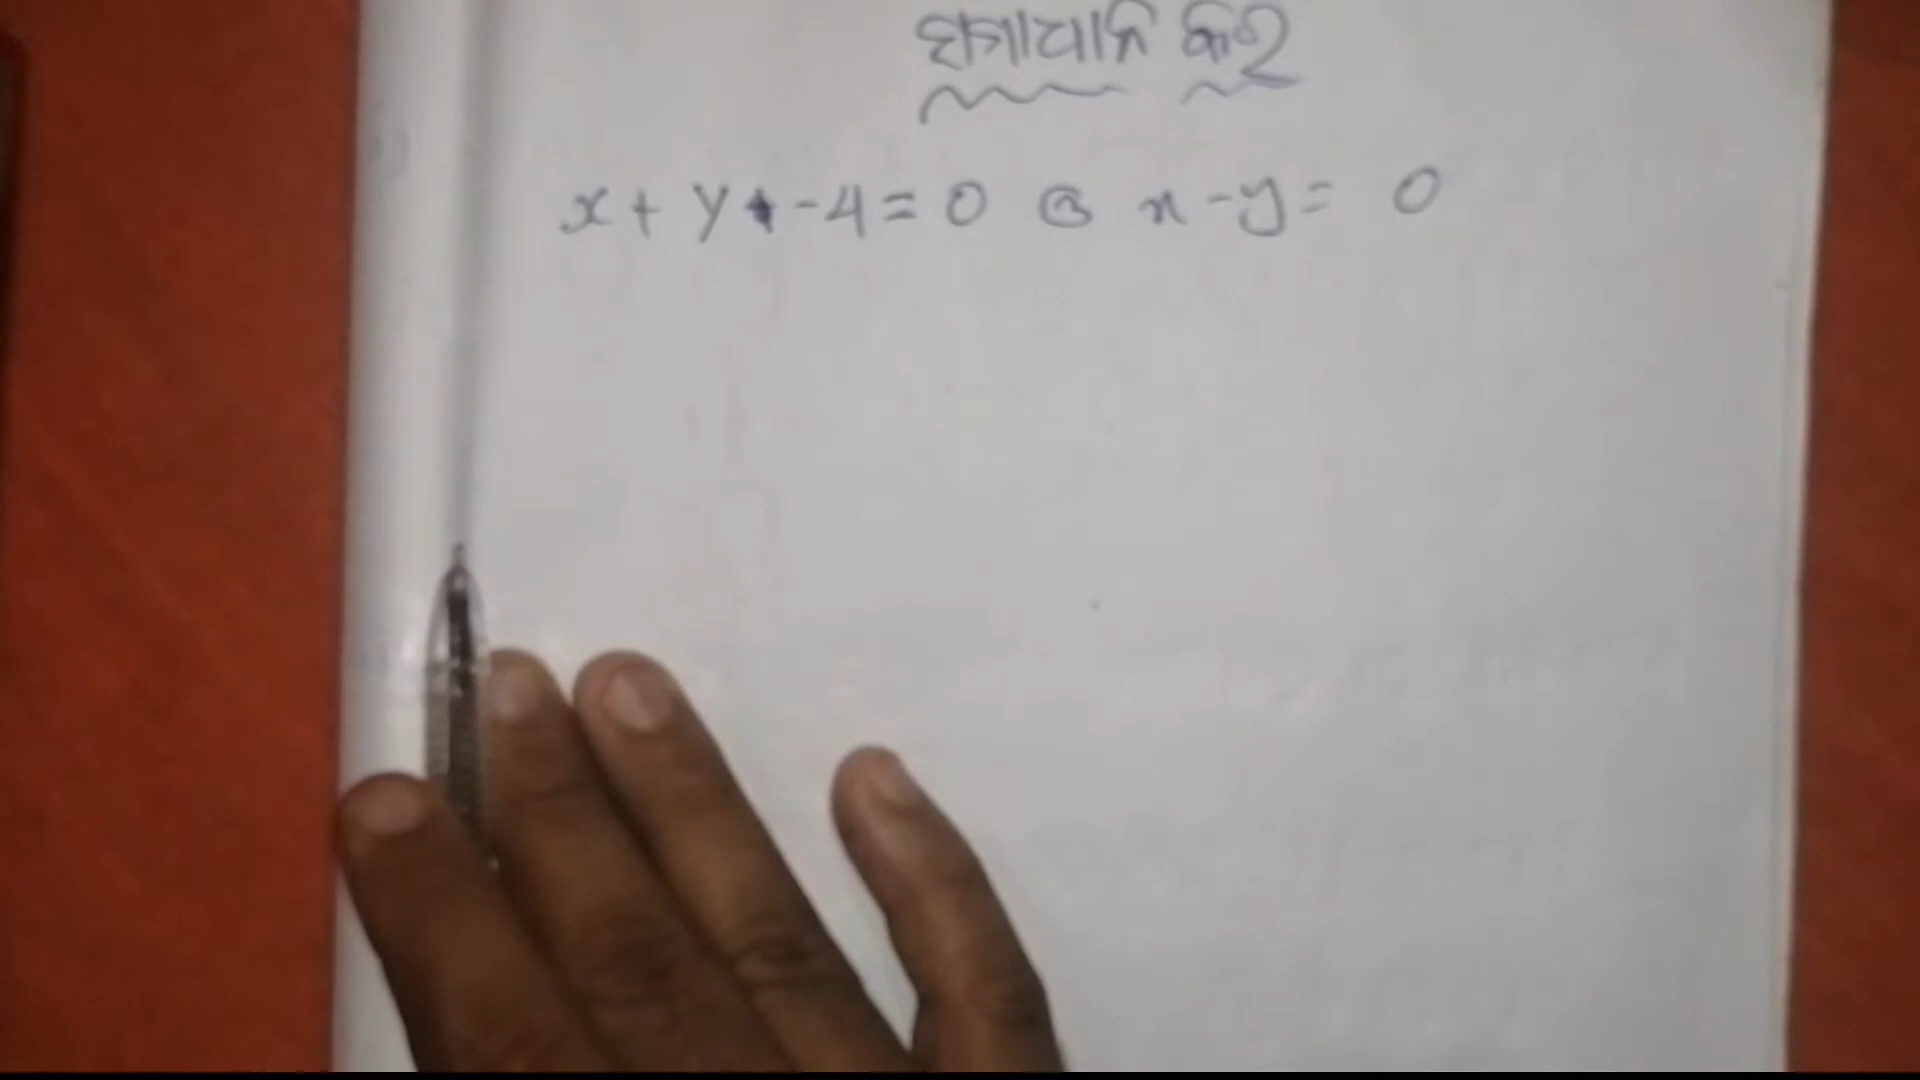 ସମାଧାନ କର
x + y - 4 = 0 ଓ x - y = 0